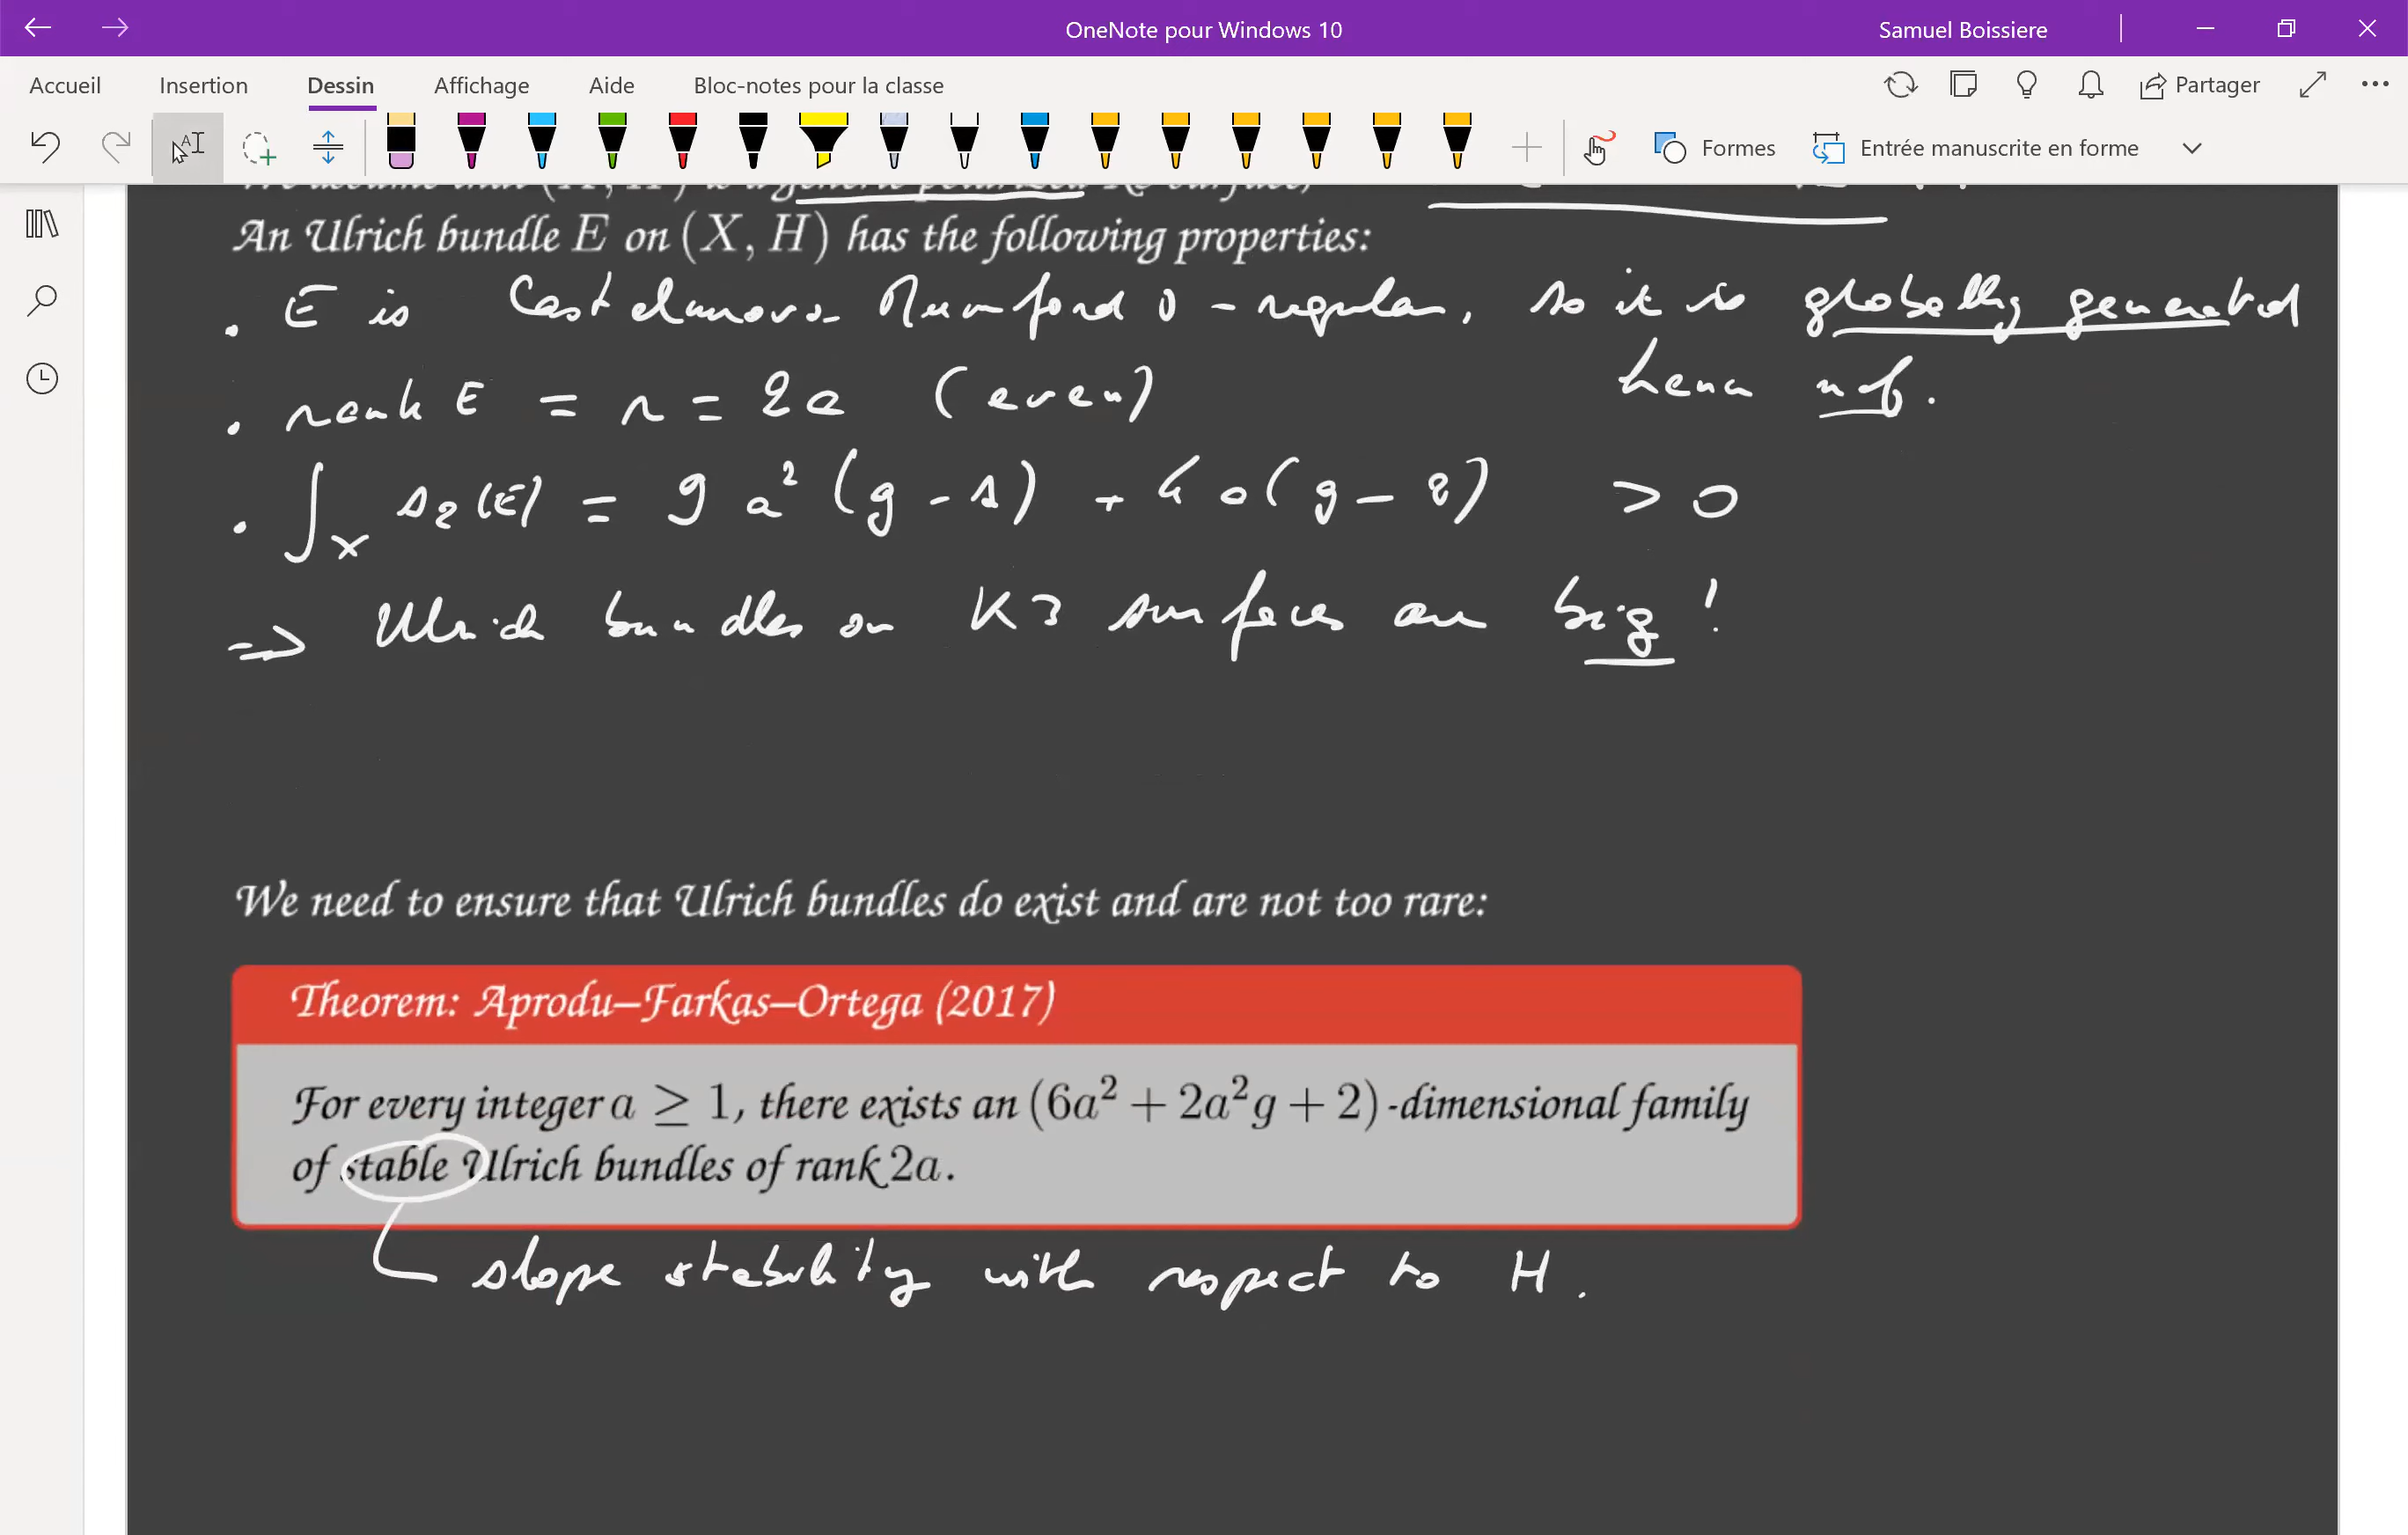 OneNote pour Windows 10
Samuel Boissiere
Accueil Insertion Dessin Affichage Aide Bloc-notes pour la classe Partager
Formes Entrée manuscrite en forme
An Ulrich bundle E on (X, H) has the following properties:
• E is Castelnuovo-Mumford 0-regular, so it is globally generated
hence nef.
• rank E = r = 2a (even)
• ∫_X s₂(E) = 9a²(g-1) + 4a(g-2) > 0
⇒ Ulrich bundles on K3 surfaces are big!
We need to ensure that Ulrich bundles do exist and are not too rare:
Theorem: Aprodu–Farkas–Ortega (2017)
For every integer a ≥ 1, there exists an (6a² + 2a²g + 2)-dimensional family
of stable Ulrich bundles of rank 2a.
slope stability with respect to H.